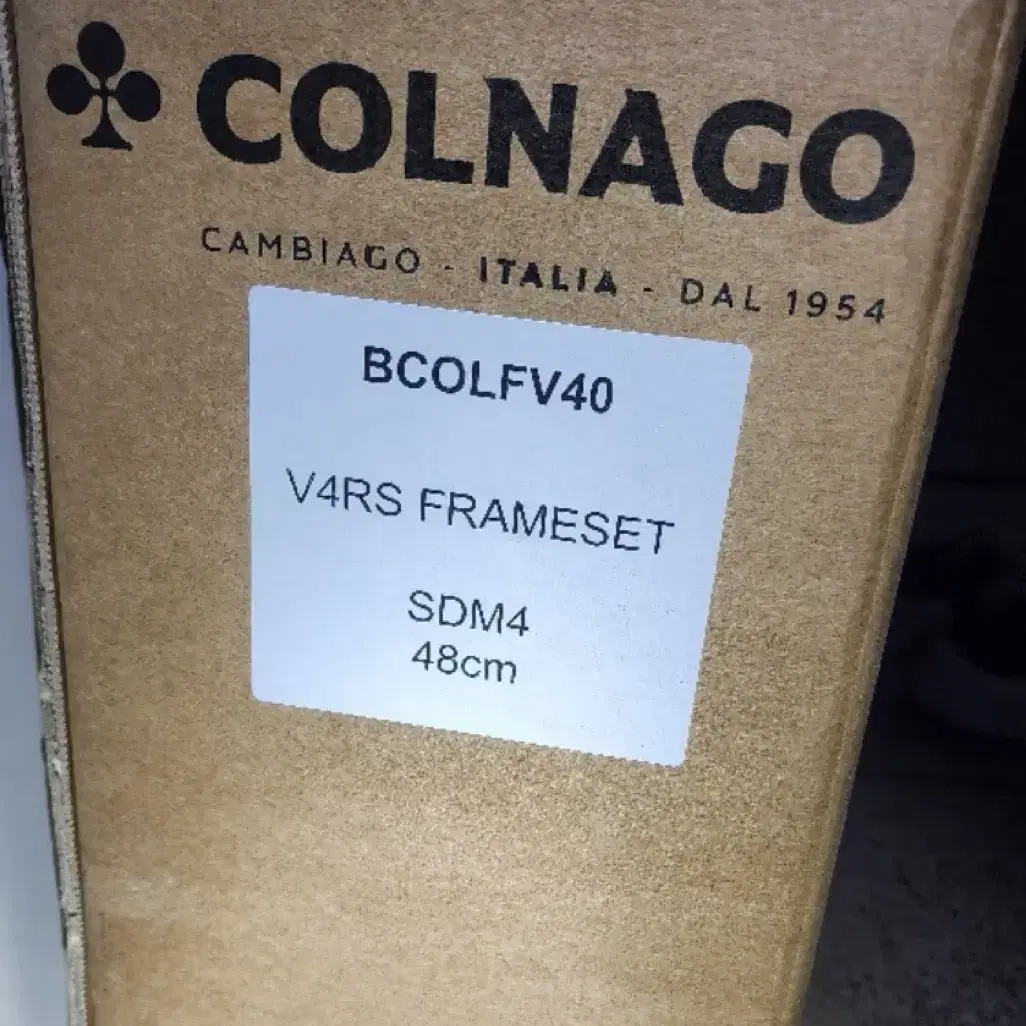 COLNAGO
CAMBIAGO - ITALIA - DAL 1954
BCOLFV40
V4RS FRAMESET
SDM4
48cm